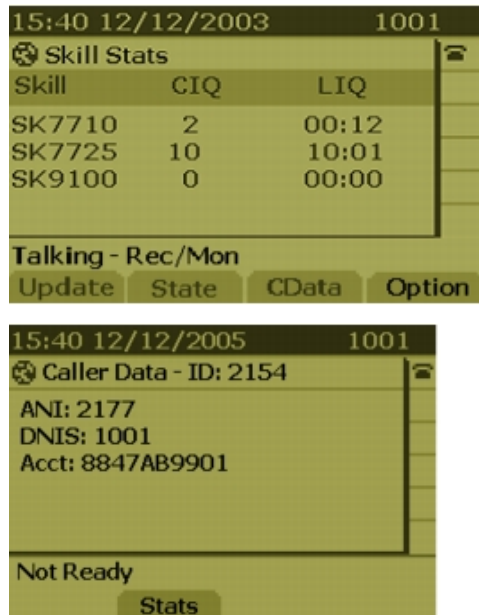 15:40 12/12/2003 1001
Skill Stats
Skill CIQ LIQ
SK7710 2 00:12
SK7725 10 10:01
SK9100 0 00:00
Talking - Rec/Mon
Update State CData Option
15:40 12/12/2005 1001
Caller Data - ID: 2154
ANI: 2177
DNIS: 1001
Acct: 8847AB9901
Not Ready
Stats